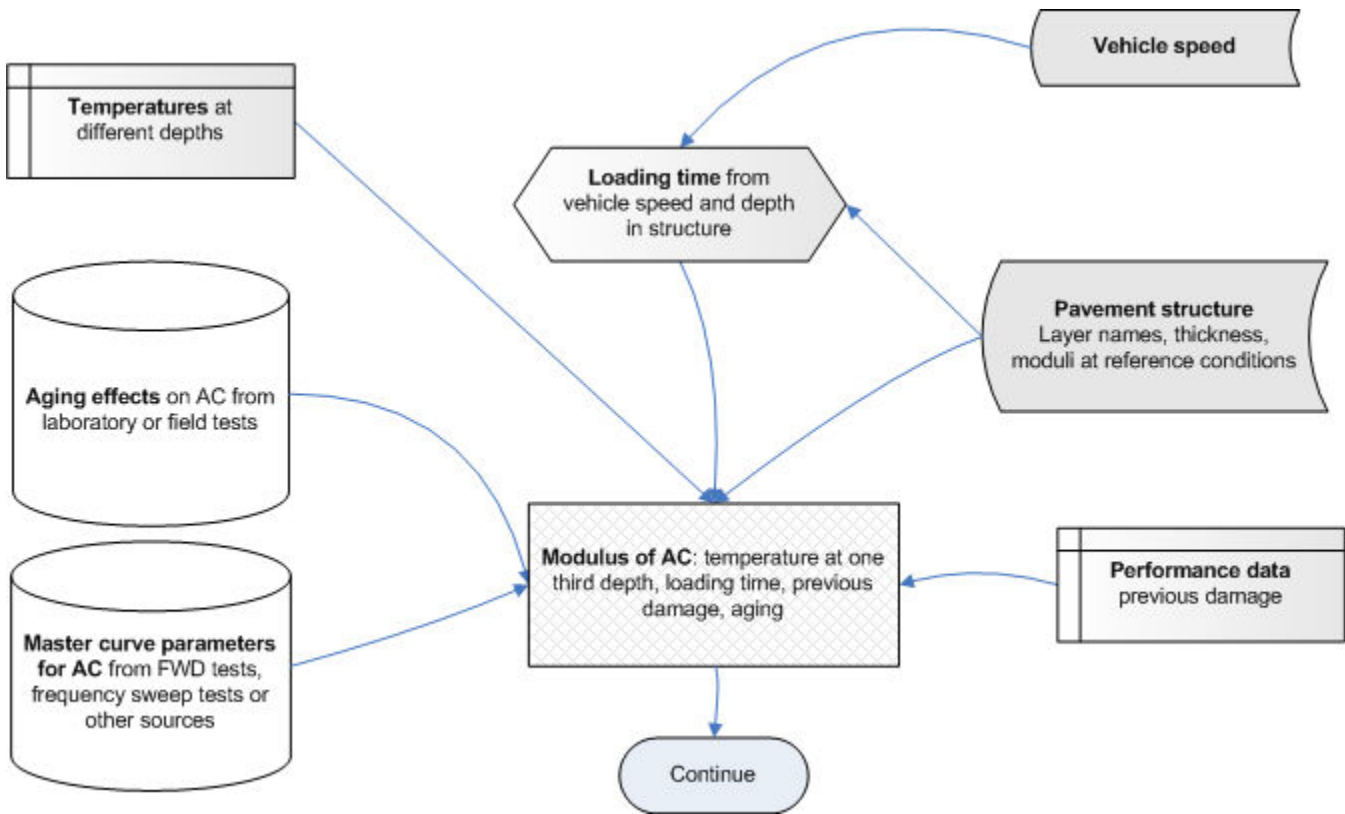 Vehicle speed
Temperatures at
different depths
Loading time from
vehicle speed and depth
in structure
Pavement structure
Layer names, thickness,
moduli at reference conditions
Aging effects on AC from
laboratory or field tests
Modulus of AC: temperature at one
third depth, loading time, previous
damage, aging
Performance data
previous damage
Master curve parameters
for AC from FWD tests,
frequency sweep tests or
other sources
Continue